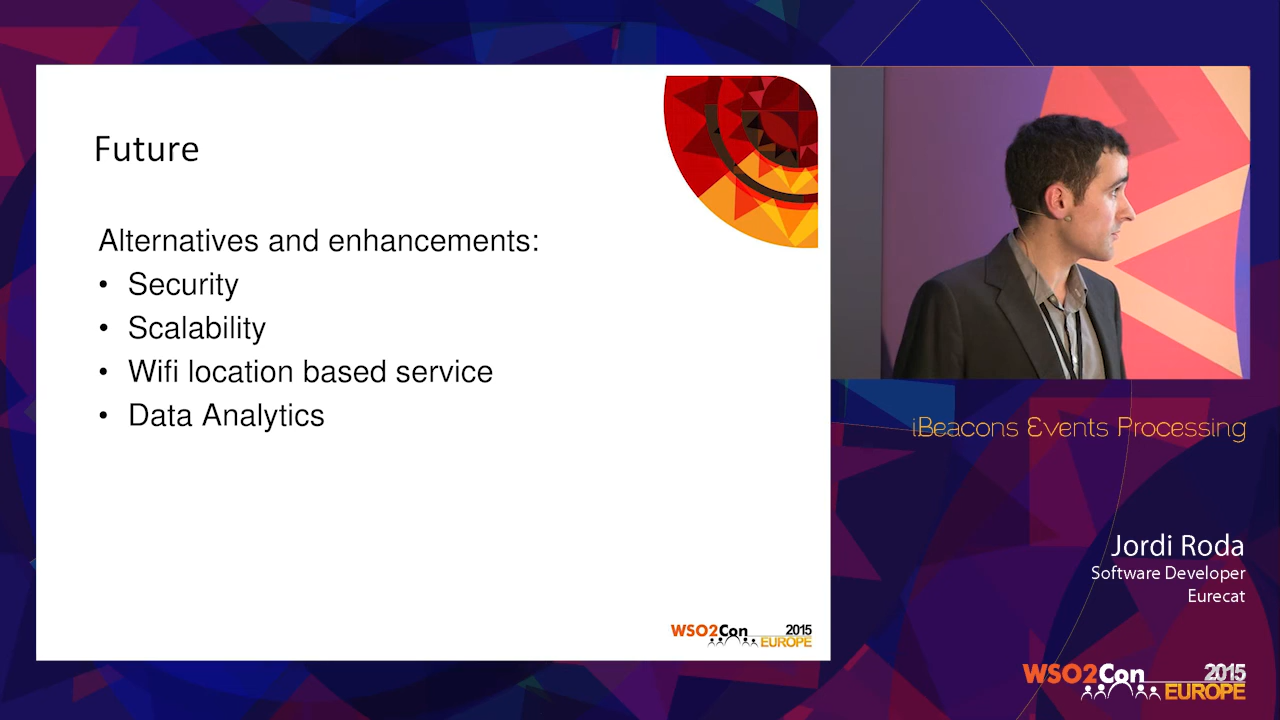 Future
Alternatives and enhancements:
• Security
• Scalability
• Wifi location based service
• Data Analytics
WSO2Con 2015
EUROPE
iBeacons Events Processing
Jordi Roda
Software Developer
Eurecat
WSO2Con 2015
EUROPE